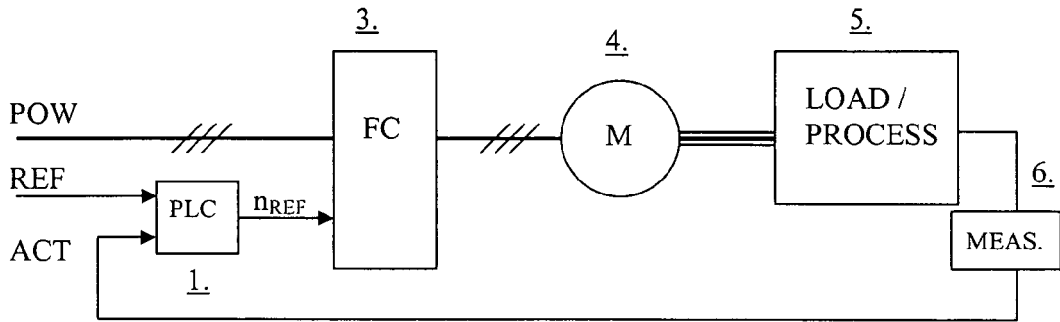 3.
4.
5.
POW
FC
M
LOAD /
PROCESS
REF
PLC
nREF
6.
ACT
MEAS.
1.